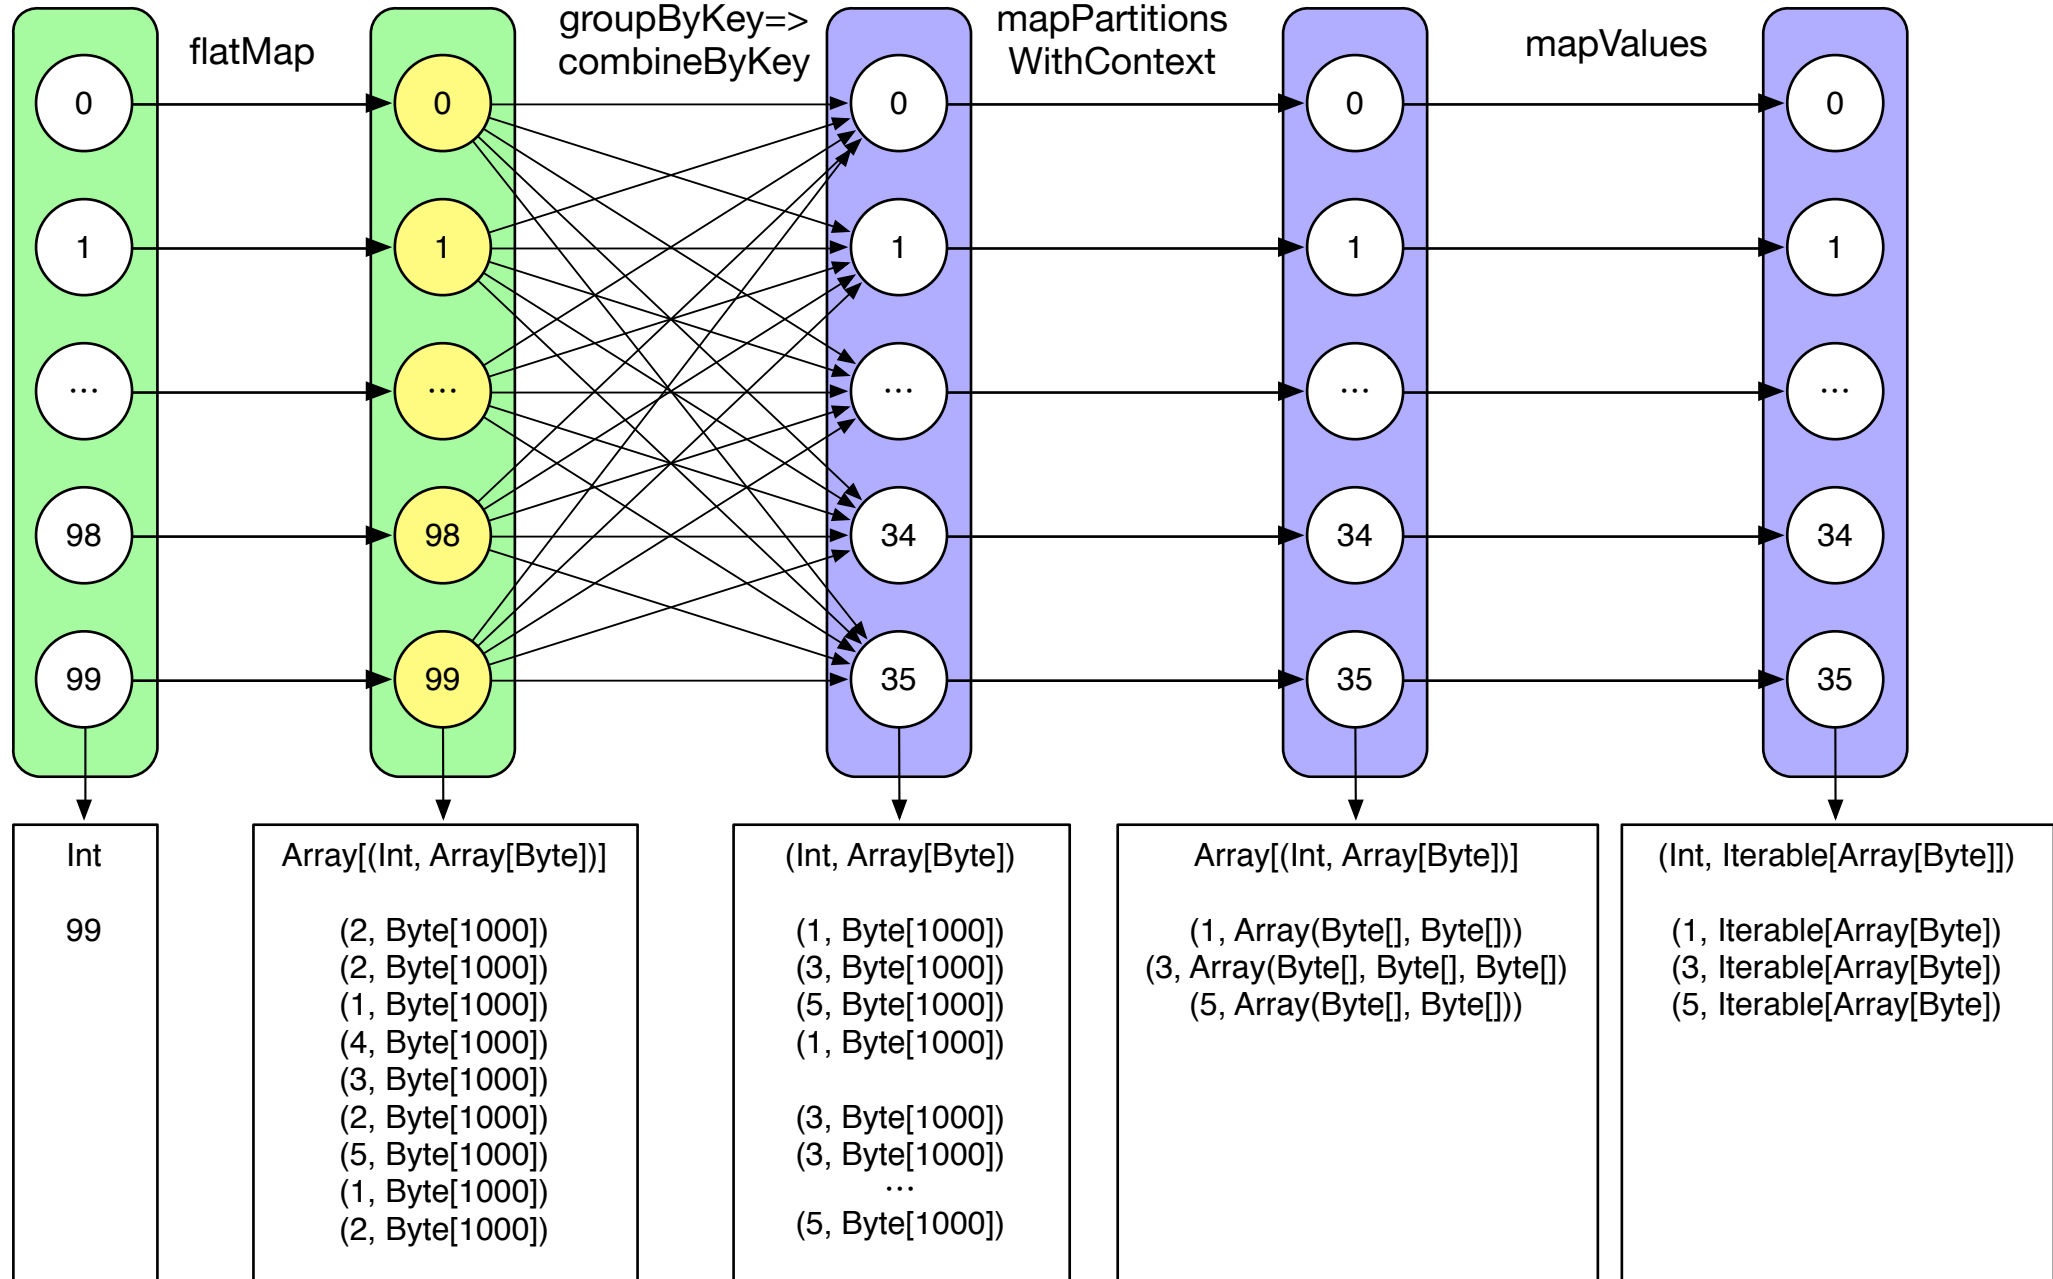 flatMap
groupByKey=>
combineByKey
mapPartitions
WithContext
mapValues
0
0
0
0
0
1
1
1
1
1
...
...
...
...
...
98
98
34
34
34
99
99
35
35
35
Int
99
Array[(Int, Array[Byte])]
(2, Byte[1000])
(2, Byte[1000])
(1, Byte[1000])
(4, Byte[1000])
(3, Byte[1000])
(2, Byte[1000])
(5, Byte[1000])
(1, Byte[1000])
(2, Byte[1000])
(Int, Array[Byte])
(1, Byte[1000])
(3, Byte[1000])
(5, Byte[1000])
(1, Byte[1000])
(3, Byte[1000])
(3, Byte[1000])
...
(5, Byte[1000])
Array[(Int, Array[Byte])]
(1, Array(Byte[], Byte[]))
(3, Array(Byte[], Byte[], Byte[])
(5, Array(Byte[], Byte[]))
(Int, Iterable[Array[Byte]])
(1, Iterable[Array[Byte])
(3, Iterable[Array[Byte])
(5, Iterable[Array[Byte])